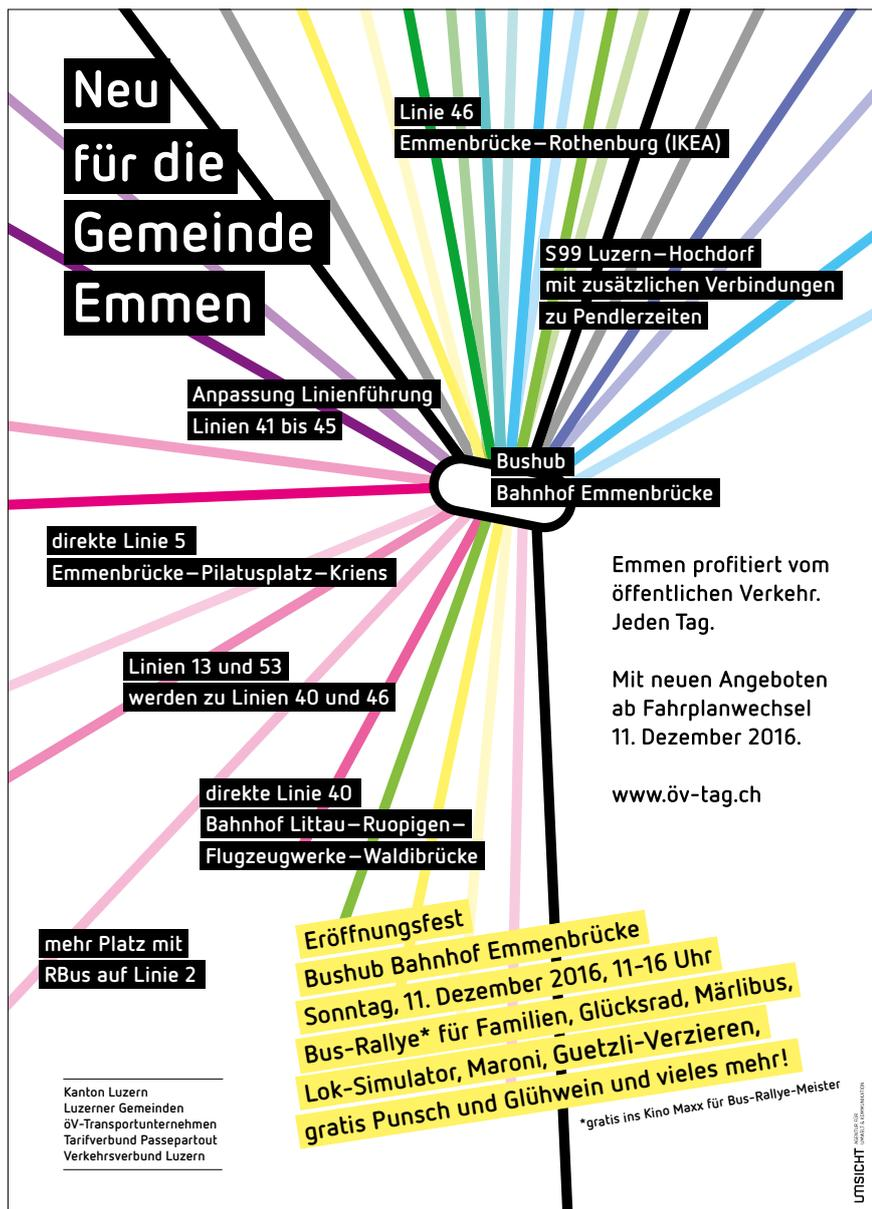 Neu
für die
Gemeinde
Emmen
Linie 46
Emmenbrücke–Rothenburg (IKEA)
S99 Luzern–Hochdorf
mit zusätzlichen Verbindungen
zu Pendlerzeiten
Anpassung Linienführung
Linien 41 bis 45
Bushub
Bahnhof Emmenbrücke
direkte Linie 5
Emmenbrücke–Pilatusplatz–Kriens
Emmen profitiert vom
öffentlichen Verkehr.
Jeden Tag.
Mit neuen Angeboten
ab Fahrplanwechsel
11. Dezember 2016.
www.öv-tag.ch
Linien 13 und 53
werden zu Linien 40 und 46
direkte Linie 40
Bahnhof Littau–Ruopigen–
Flugzeugwerke–Waldibrücke
mehr Platz mit
RBus auf Linie 2
Eröffnungsfest
Bushub Bahnhof Emmenbrücke
Sonntag, 11. Dezember 2016, 11-16 Uhr
Bus-Rallye* für Familien, Glücksrad, Märlibus,
Lok-Simulator, Maroni, Guetzli-Verzieren,
gratis Punsch und Glühwein und vieles mehr!
*gratis ins Kino Maxx für Bus-Rallye-Meister
Kanton Luzern
Luzerner Gemeinden
öV-Transportunternehmen
Tarifverbund Passepartout
Verkehrsverbund Luzern
UMSICHT
AGENTUR FÜR
UMWELT & KOMMUNIKATION